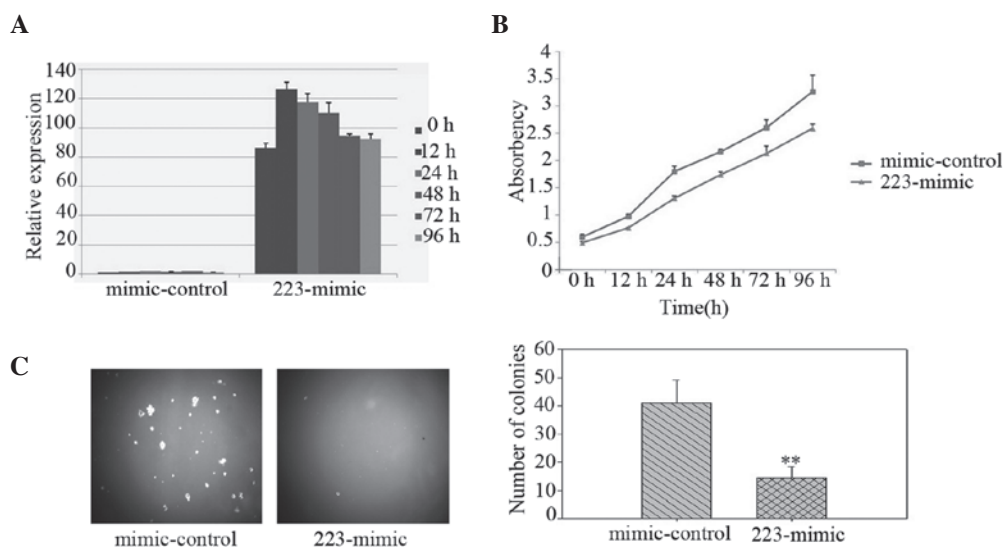 A
Relative expression
140
120
100
80
60
40
20
0
mimic-control 223-mimic
0 h
12 h
24 h
48 h
72 h
96 h
B
Absorbency
4
3.5
3
2.5
2
1.5
1
0.5
0
0 h 12 h 24 h 48 h 72 h 96 h
Time(h)
mimic-control
223-mimic
C
mimic-control 223-mimic
Number of colonies
60
50
40
30
20
10
0
**
mimic-control 223-mimic